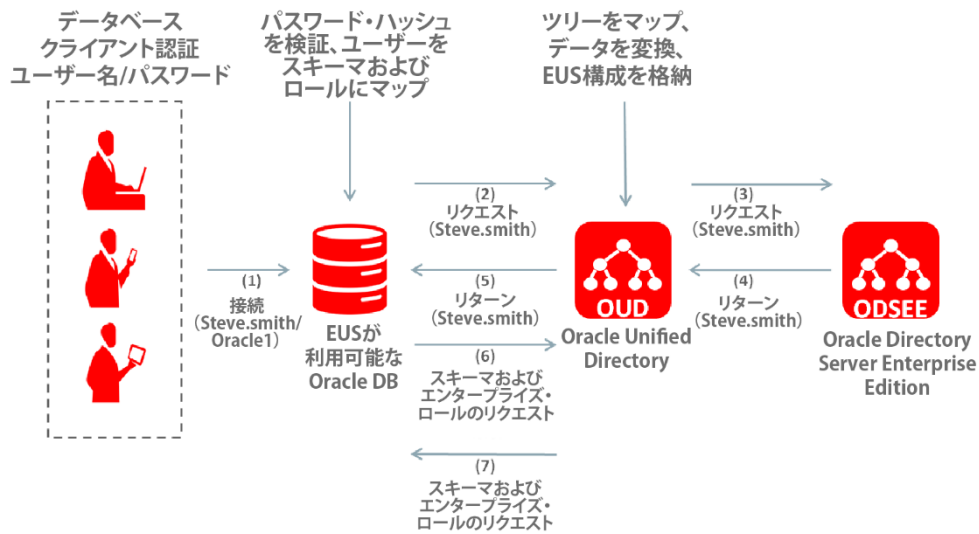 データベース
クライアント認証
ユーザー名/パスワード
パスワード・ハッシュ
を検証、ユーザーを
スキーマおよび
ロールにマップ
ツリーをマップ、
データを変換、
EUS構成を格納
(1)
接続
(Steve.smith/
Oracle1)
EUSが
利用可能な
Oracle DB
(2)
リクエスト
(Steve.smith)
(5)
リターン
(Steve.smith)
(6)
スキーマおよび
エンタープライズ・
ロールのリクエスト
(7)
スキーマおよび
エンタープライズ・
ロールのリクエスト
OUD
Oracle Unified
Directory
(3)
リクエスト
(Steve.smith)
(4)
リターン
(Steve.smith)
ODSEE
Oracle Directory
Server Enterprise
Edition